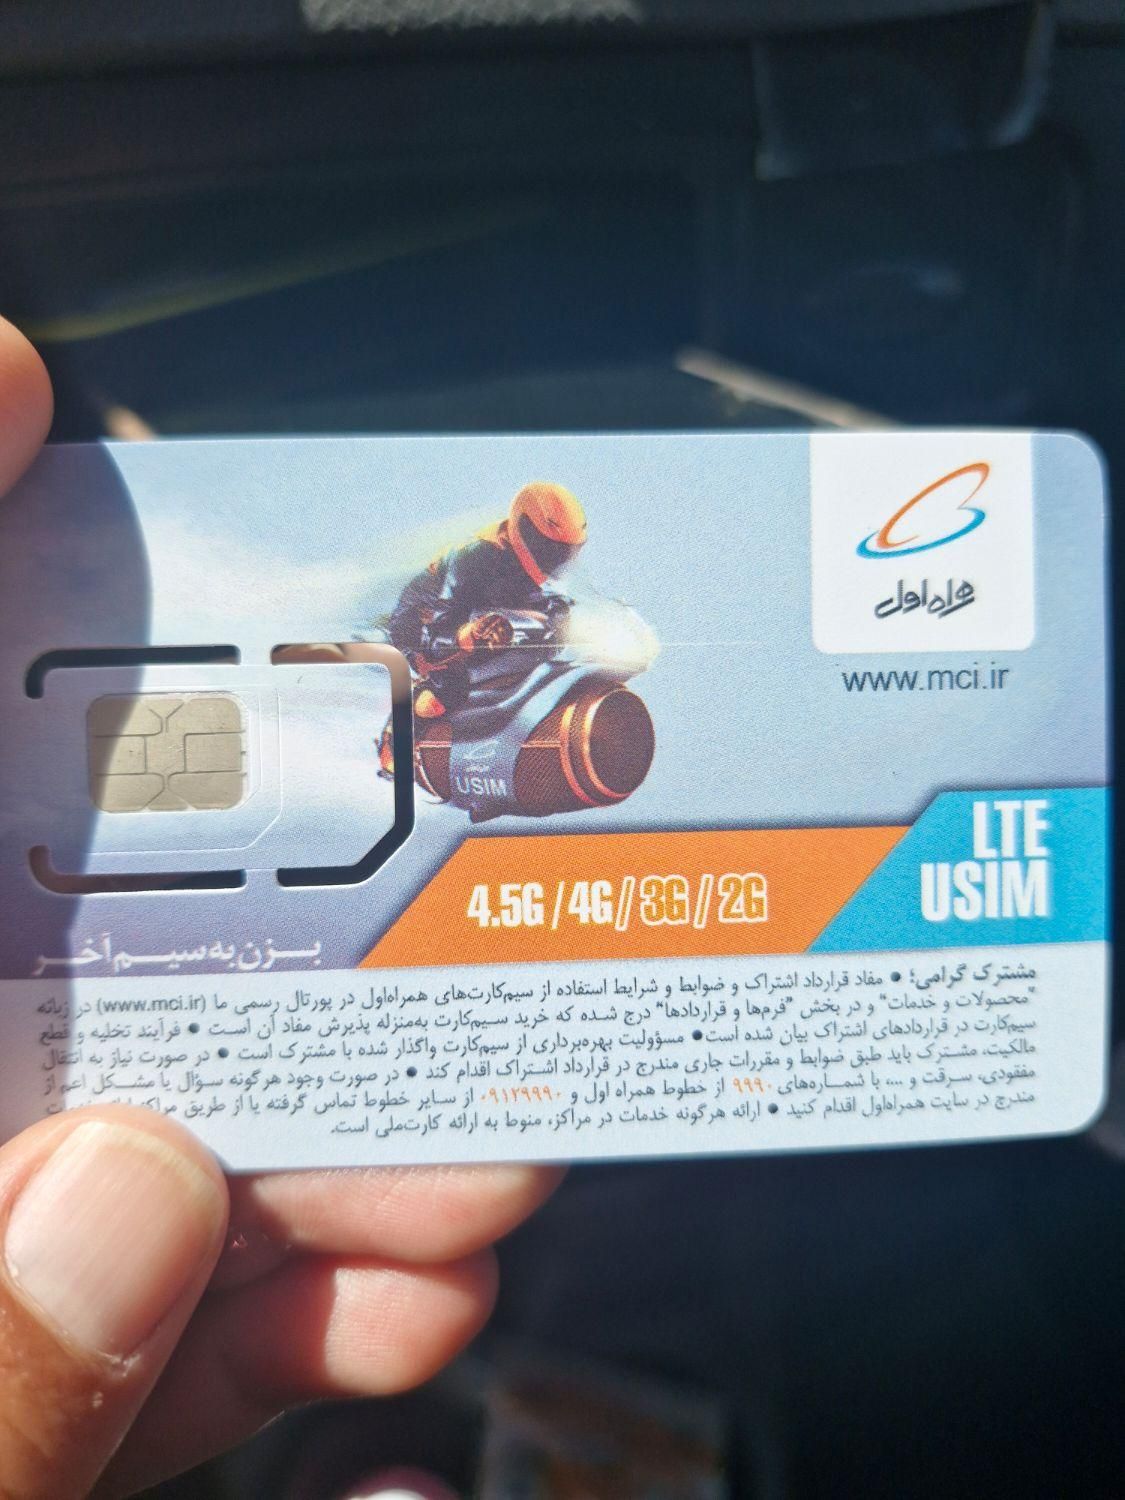 همراه اول
www.mci.ir
USIM
LTE
USIM
4.5G / 4G / 3G / 2G
بزن به سیم آخر
مشترک گرامی؛ • مفاد قرارداد اشتراک و ضوابط و شرایط استفاده از سیم‌کارت‌های همراه‌اول در پورتال رسمی ما (www.mci.ir) در زبانه
"محصولات و خدمات" و در بخش "فرم‌ها و قراردادها" درج شده که خرید سیم‌کارت به‌منزله پذیرش مفاد آن است • فرآیند تخلیه و قطع
سیم‌کارت در قراردادهای اشتراک بیان شده است • مسؤولیت بهره‌برداری از سیم‌کارت واگذار شده با مشترک است • در صورت نیاز به انتقال
مالکیت، مشترک باید طبق ضوابط و مقررات جاری مندرج در قرارداد اشتراک اقدام کند • در صورت وجود هرگونه سؤال یا مشکل اعم از
مفقودی، سرقت و .... با شماره‌های ۹۹۹۰ از خطوط همراه اول و ۰۹۱۲۹۹۹۰ از سایر خطوط تماس گرفته یا از طریق مراکز
مندرج در سایت همراه‌اول اقدام کنید • ارائه هرگونه خدمات در مراکز، منوط به ارائه کارت‌ملی است.